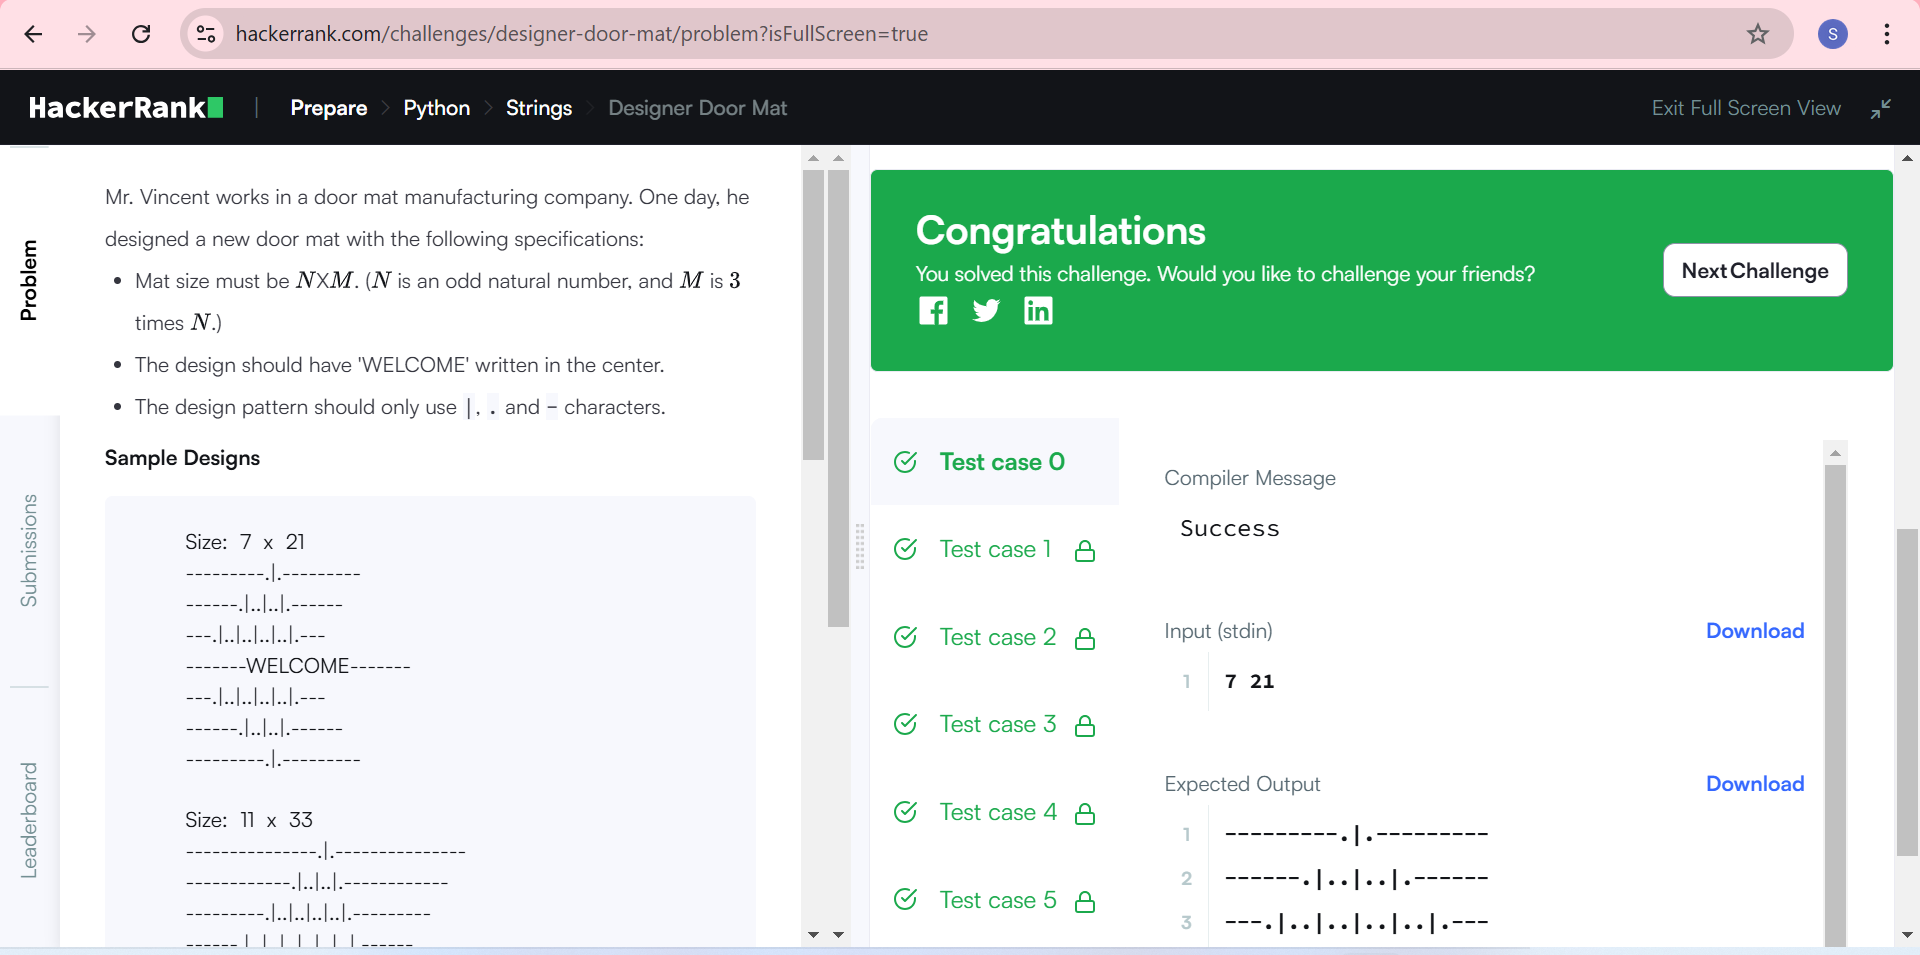 hackerrank.com/challenges/designer-door-mat/problem?isFullScreen=true
S
HackerRank
Prepare
Python
Strings
Designer Door Mat
Exit Full Screen View
Problem
Submissions
Leaderboard
Mr. Vincent works in a door mat manufacturing company. One day, he
designed a new door mat with the following specifications:
• Mat size must be NXM. (N is an odd natural number, and M is 3
times N.)
• The design should have 'WELCOME' written in the center.
• The design pattern should only use |, . and - characters.
Sample Designs
Size: 7 x 21
---------.|.---------
------.|..|..|.------
---.|..|..|..|..|.---
-------WELCOME-------
---.|..|..|..|..|.---
------.|..|..|.------
---------.|.---------
Size: 11 x 33
---------------.|.---------------
------------.|..|..|.------------
---------.|..|..|..|..|.---------
Congratulations
You solved this challenge. Would you like to challenge your friends?
Next Challenge
Test case 0
Test case 1
Test case 2
Test case 3
Test case 4
Test case 5
Compiler Message
Success
Input (stdin)
Download
1 7 21
Expected Output
Download
1 ---------.|.---------
2 ------.|..|..|.------
3 ---.|..|..|..|..|.---